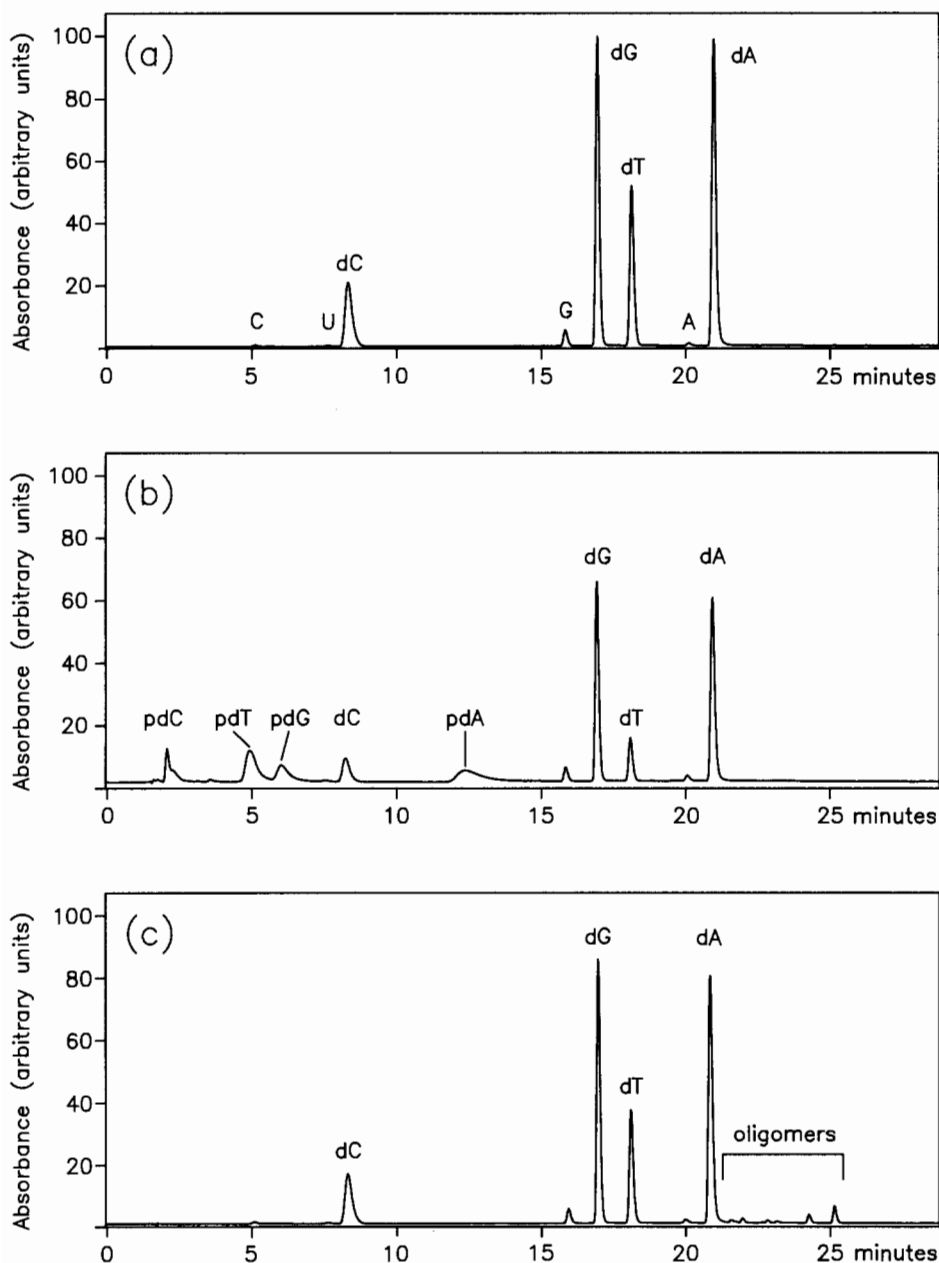 (a)
Absorbance (arbitrary units)
100
80
60
40
20
C
U
dC
G
dG
dT
A
dA
0 5 10 15 20 25 minutes
(b)
Absorbance (arbitrary units)
100
80
60
40
20
pdC
pdT
pdG
dC
pdA
dG
dT
dA
0 5 10 15 20 25 minutes
(c)
Absorbance (arbitrary units)
100
80
60
40
20
dC
dG
dT
dA
oligomers
0 5 10 15 20 25 minutes